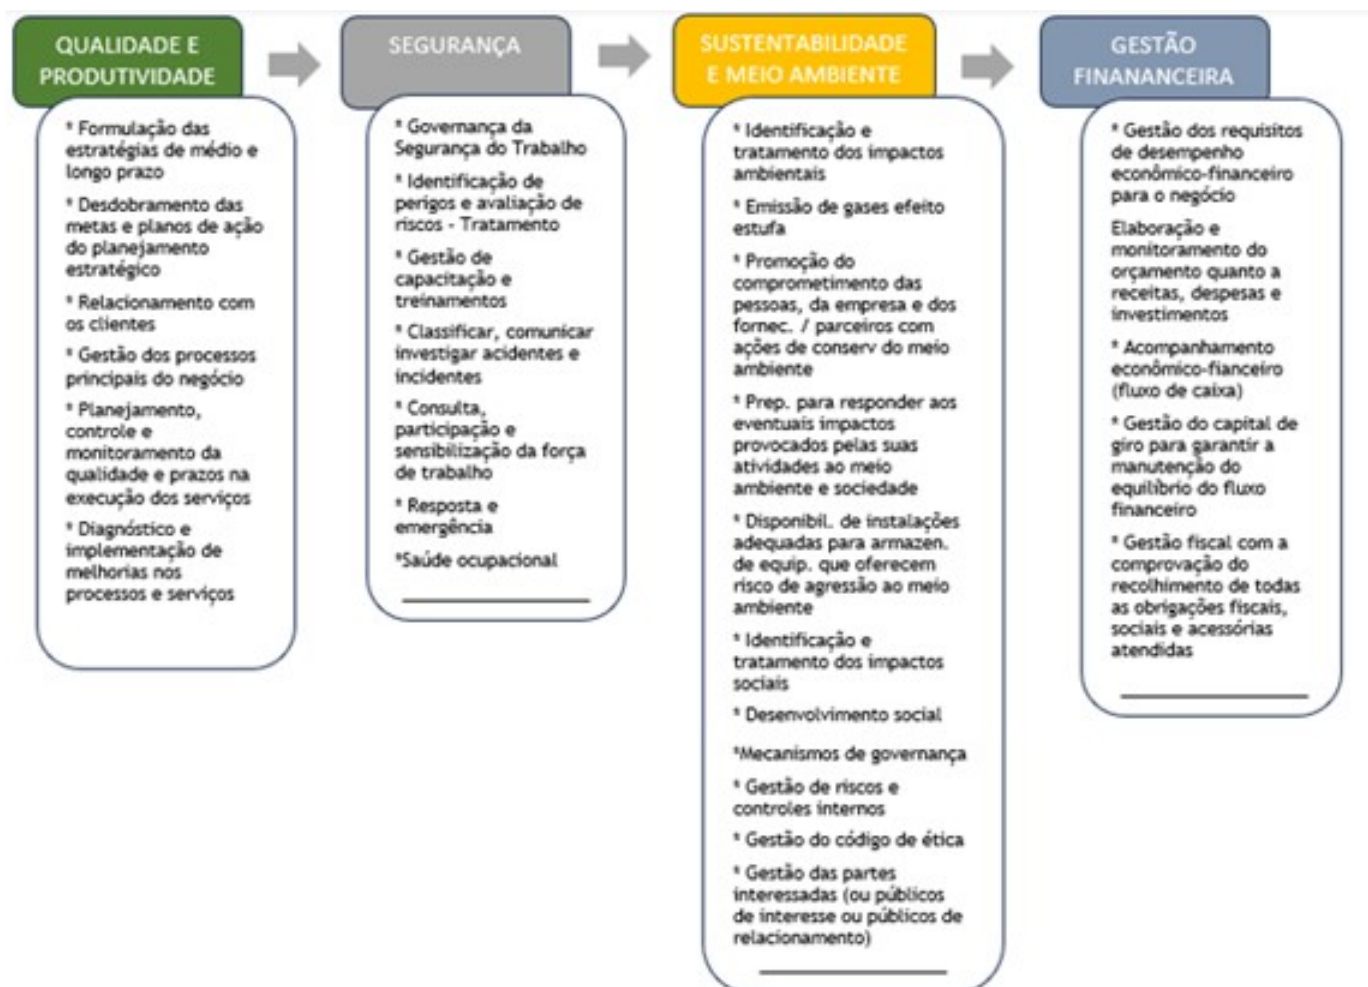 QUALIDADE E
PRODUTIVIDADE
* Formulação das
estratégias de médio e
longo prazo
* Desdobramento das
metas e planos de ação
do planejamento
estratégico
* Relacionamento com
os clientes
* Gestão dos processos
principais do negócio
* Planejamento,
controle e
monitoramento da
qualidade e prazos na
execução dos serviços
* Diagnóstico e
implementação de
melhorias nos
processos e serviços
SEGURANÇA
* Governança da
Segurança do Trabalho
* Identificação de
perigos e avaliação de
riscos - Tratamento
* Gestão de
capacitação e
treinamentos
* Classificar, comunicar
investigar acidentes e
incidentes
* Consulta,
participação e
sensibilização da força
de trabalho
* Resposta e
emergência
*Saúde ocupacional
SUSTENTABILIDADE
E MEIO AMBIENTE
* Identificação e
tratamento dos impactos
ambientais
* Emissão de gases efeito
estufa
* Promoção do
comprometimento das
pessoas, da empresa e dos
fornec. / parceiros com
ações de conserv do meio
ambiente
* Prep. para responder aos
eventuais impactos
provocados pelas suas
atividades ao meio
ambiente e sociedade
* Disponibil. de instalações
adequadas para armazen.
de equip. que oferecem
risco de agressão ao meio
ambiente
* Identificação e
tratamento dos impactos
sociais
* Desenvolvimento social
*Mecanismos de governança
* Gestão de riscos e
controles internos
* Gestão do código de ética
* Gestão das partes
interessadas (ou públicos
de interesse ou públicos de
relacionamento)
GESTÃO
FINANANCEIRA
* Gestão dos requisitos
de desempenho
econômico-financeiro
para o negócio
Elaboração e
monitoramento do
orçamento quanto a
receitas, despesas e
investimentos
* Acompanhamento
econômico-fianceiro
(fluxo de caixa)
* Gestão do capital de
giro para garantir a
manutenção do
equilíbrio do fluxo
financeiro
* Gestão fiscal com a
comprovação do
recolhimento de todas
as obrigações fiscais,
sociais e acessórias
atendidas